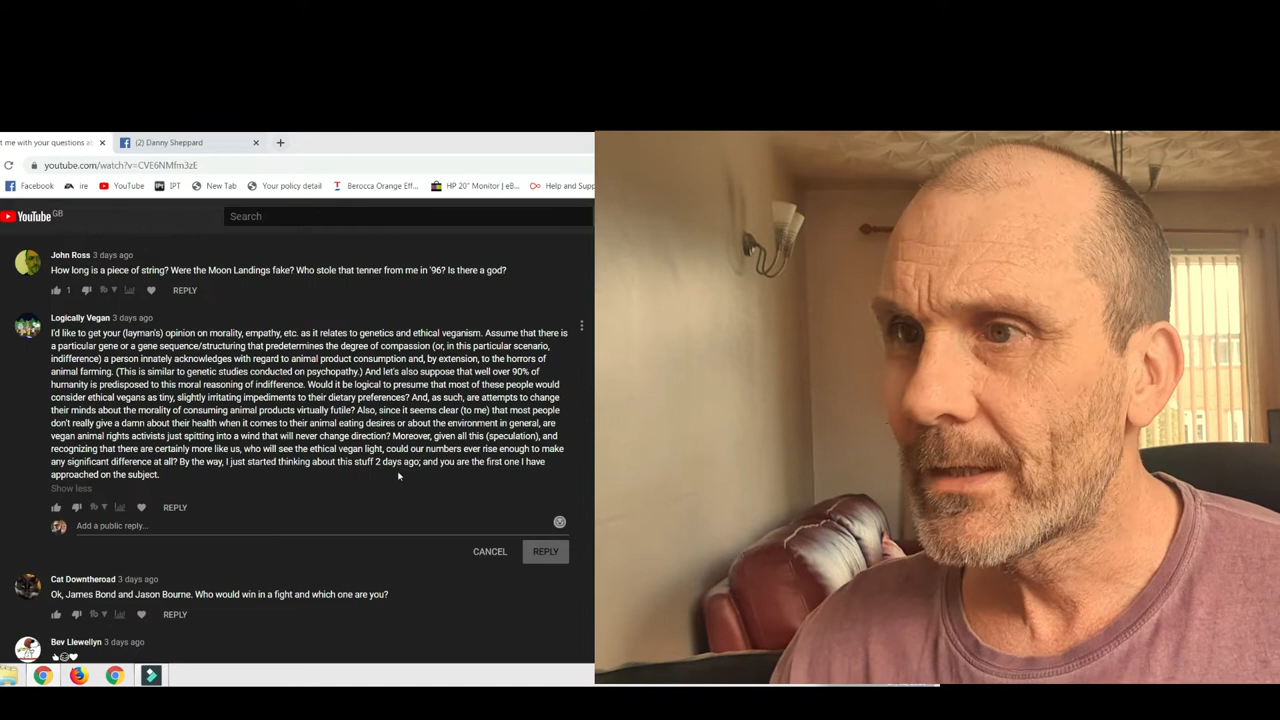 t me with your questions a
(2) Danny Sheppard
youtube.com/watch?v=CVE6NMfm3zE
Facebook
ire
YouTube
IPT
New Tab
Your policy detail
Berocca Orange Eff...
HP 20" Monitor | eB...
Help and Supp
YouTube GB
Search
John Ross 3 days ago
How long is a piece of string? Were the Moon Landings fake? Who stole that tenner from me in '96? Is there a god?
1
REPLY
Logically Vegan 3 days ago
I'd like to get your (layman's) opinion on morality, empathy, etc. as it relates to genetics and ethical veganism. Assume that there is
a particular gene or a gene sequence/structuring that predetermines the degree of compassion (or, in this particular scenario,
indifference) a person innately acknowledges with regard to animal product consumption and, by extension, to the horrors of
animal farming. (This is similar to genetic studies conducted on psychopathy.) And let's also suppose that well over 90% of
humanity is predisposed to this moral reasoning of indifference. Would it be logical to presume that most of these people would
consider ethical vegans as tiny, slightly irritating impediments to their dietary preferences? And, as such, are attempts to change
their minds about the morality of consuming animal products virtually futile? Also, since it seems clear (to me) that most people
don't really give a damn about their health when it comes to their animal eating desires or about the environment in general, are
vegan animal rights activists just spitting into a wind that will never change direction? Moreover, given all this (speculation), and
recognizing that there are certainly more like us, who will see the ethical vegan light, could our numbers ever rise enough to make
any significant difference at all? By the way, I just started thinking about this stuff 2 days ago; and you are the first one I have
approached on the subject.
Show less
REPLY
Add a public reply...
CANCEL
REPLY
Cat Downtheroad 3 days ago
Ok, James Bond and Jason Bourne. Who would win in a fight and which one are you?
REPLY
Bev Llewellyn 3 days ago